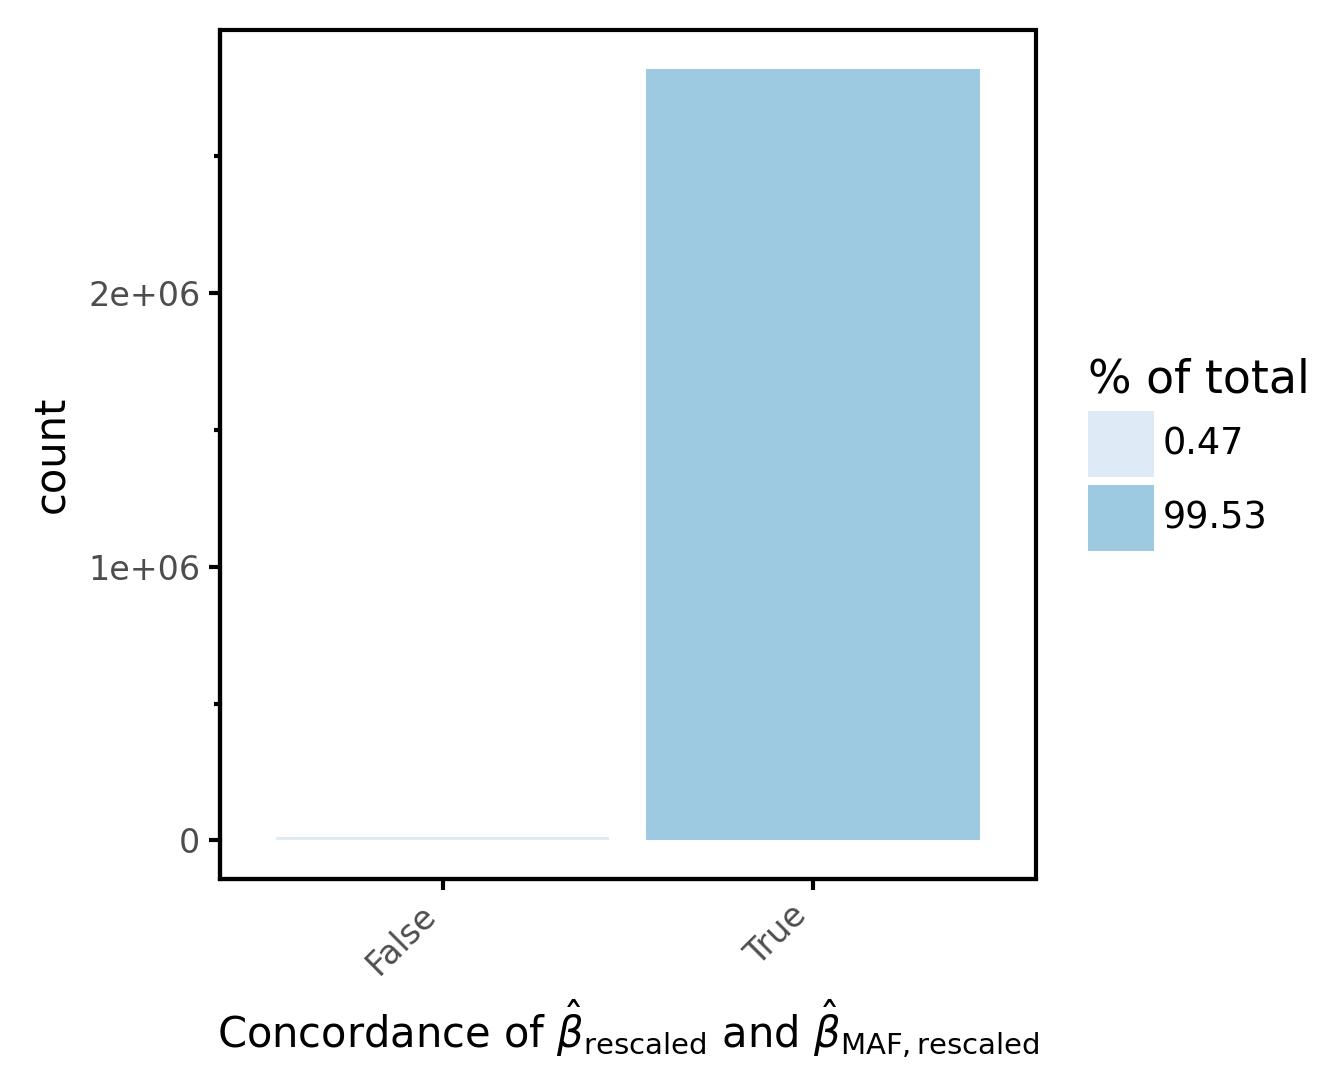 count
2e+06
1e+06
0
False
True
Concordance of β̂rescaled and β̂MAF, rescaled
% of total
0.47
99.53